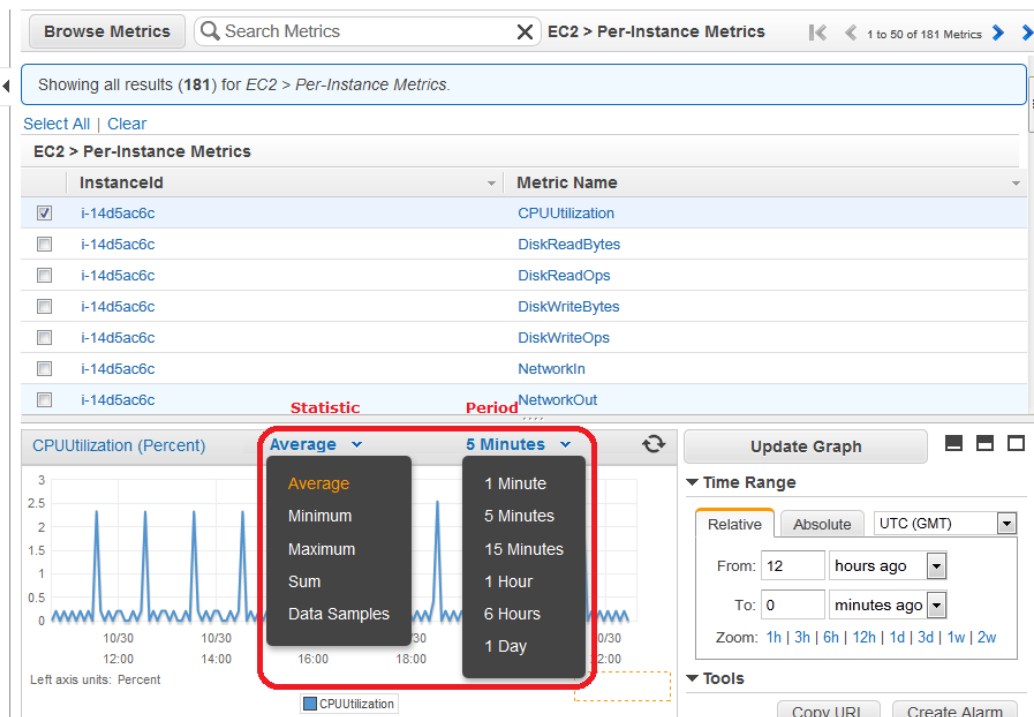 Browse Metrics Search Metrics X EC2 > Per-Instance Metrics 1 to 50 of 181 Metrics
Showing all results (181) for EC2 > Per-Instance Metrics.
Select All | Clear
EC2 > Per-Instance Metrics
InstanceId Metric Name
i-14d5ac6c CPUUtilization
i-14d5ac6c DiskReadBytes
i-14d5ac6c DiskReadOps
i-14d5ac6c DiskWriteBytes
i-14d5ac6c DiskWriteOps
i-14d5ac6c NetworkIn
i-14d5ac6c NetworkOut
Statistic Period
CPUUtilization (Percent) Average 5 Minutes
Average
Minimum
Maximum
Sum
Data Samples
1 Minute
5 Minutes
15 Minutes
1 Hour
6 Hours
1 Day
3
2.5
2
1.5
1
0.5
0
10/30 10/30
12:00 14:00 16:00 18:00
Left axis units: Percent
CPUUtilization
Update Graph
Time Range
Relative Absolute UTC (GMT)
From: 12 hours ago
To: 0 minutes ago
Zoom: 1h | 3h | 6h | 12h | 1d | 3d | 1w | 2w
Tools
Copy URL Create Alarm